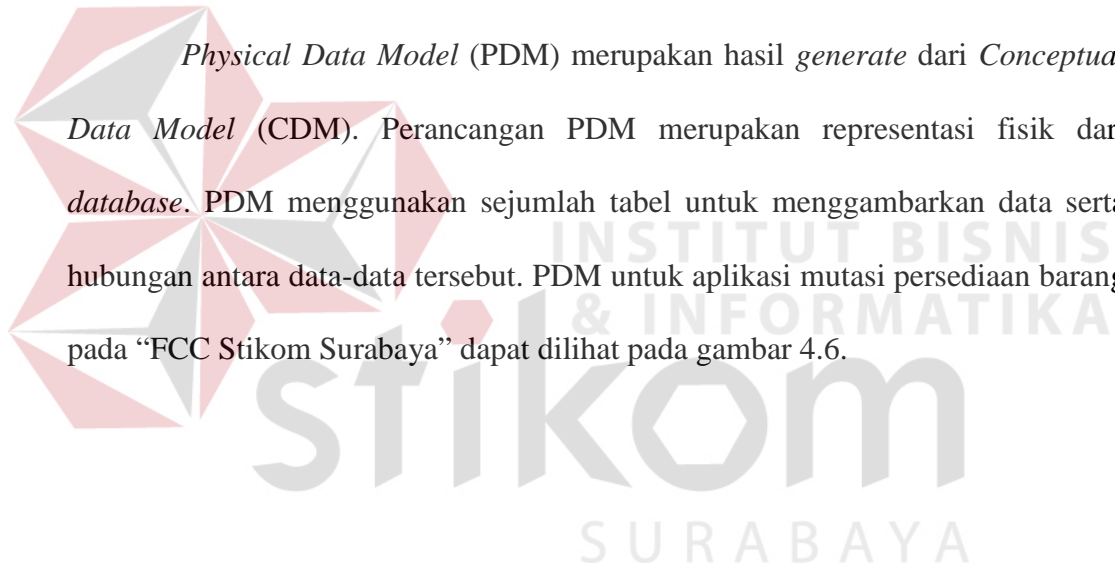 Physical Data Model (PDM) merupakan hasil generate dari Conceptua
Data Model (CDM). Perancangan PDM merupakan representasi fisik dar
database. PDM menggunakan sejumlah tabel untuk menggambarkan data serta
hubungan antara data-data tersebut. PDM untuk aplikasi mutasi persediaan barang
pada “FCC Stikom Surabaya” dapat dilihat pada gambar 4.6.
INSTITUT BISNIS
& INFORMATIKA
stikom
SURABAYA